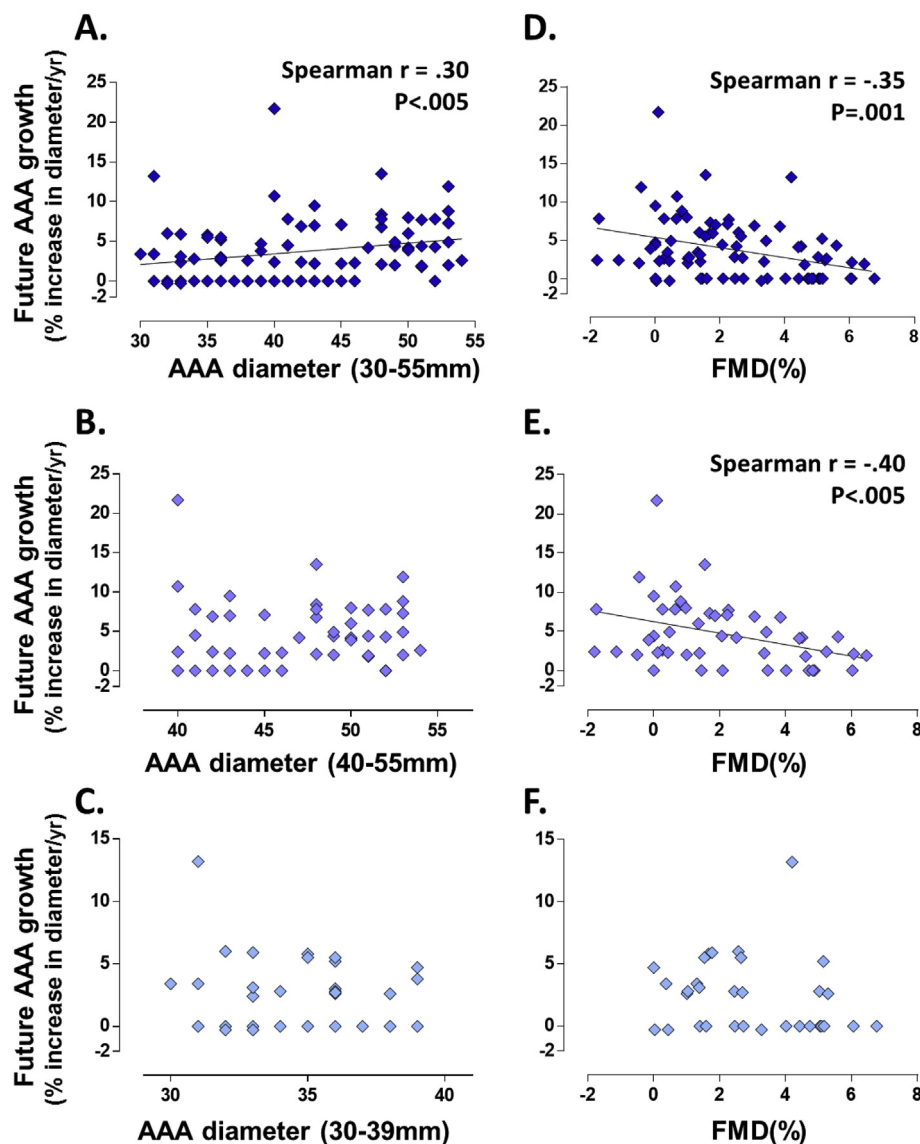 A.
Spearman r = .30
P<.005
Future AAA growth
(% increase in diameter/yr)
25
20
15
10
5
0
-2
30 35 40 45 50 55
AAA diameter (30-55mm)
D.
Spearman r = -.35
P=.001
25
20
15
10
5
0
-2
-2 0 2 4 6 8
FMD(%)
B.
Future AAA growth
(% increase in diameter/yr)
25
20
15
10
5
0
-2
40 45 50 55
AAA diameter (40-55mm)
E.
Spearman r = -.40
P<.005
25
20
15
10
5
0
-2
-2 0 2 4 6 8
FMD(%)
C.
Future AAA growth
(% increase in diameter/yr)
15
10
5
0
-2
30 35 40
AAA diameter (30-39mm)
F.
15
10
5
0
-2
-2 0 2 4 6 8
FMD(%)